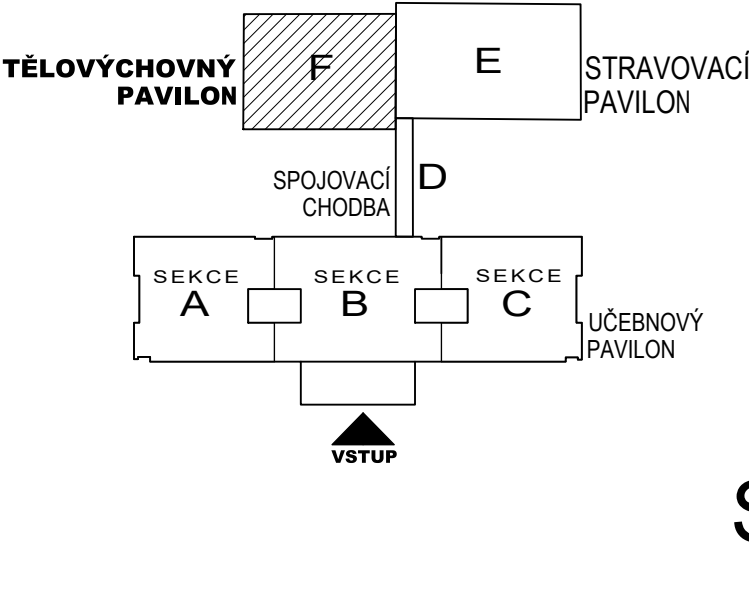 TĚLOVÝCHOVNÝ
PAVILON
F
E
STRAVOVACÍ
PAVILON
SPOJOVACÍ
CHODBA
D
SEKCE
A
SEKCE
B
SEKCE
C
UČEBNOVÝ
PAVILON
VSTUP
S